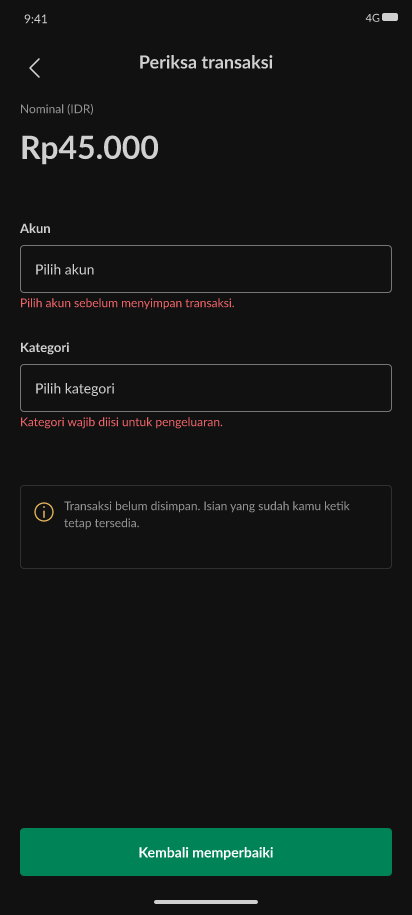 9:41
4G
Periksa transaksi
Nominal (IDR)
Rp45.000
Akun
Pilih akun
Pilih akun sebelum menyimpan transaksi.
Kategori
Pilih kategori
Kategori wajib diisi untuk pengeluaran.
Transaksi belum disimpan. Isian yang sudah kamu ketik
tetap tersedia.
Kembali memperbaiki